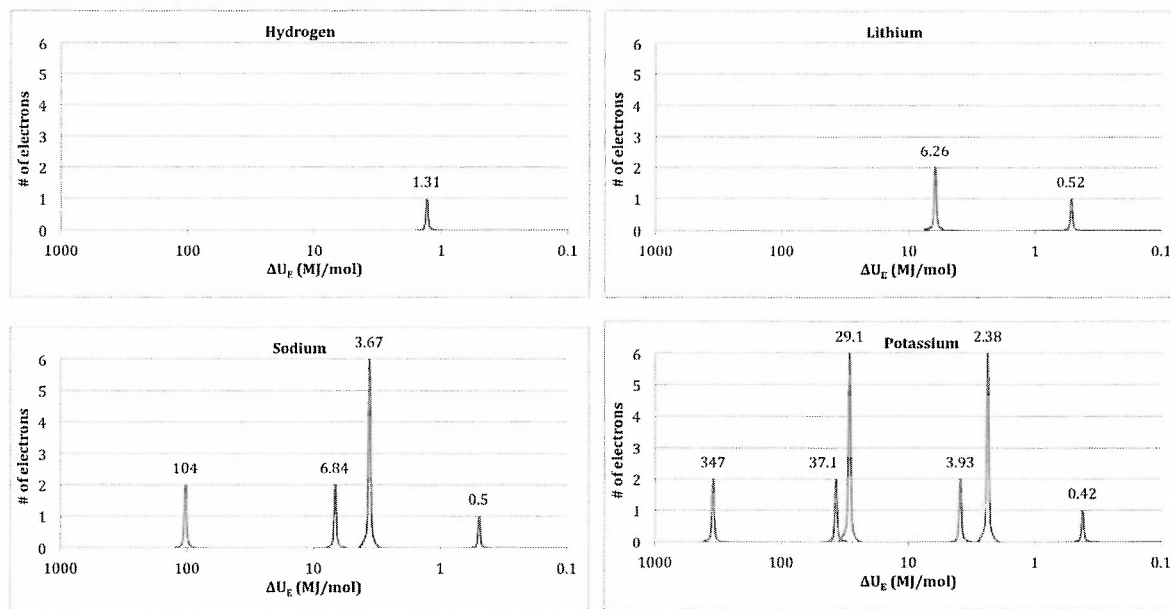 Hydrogen
# of electrons
6
5
4
3
2
1
0
1.31
1000 100 10 1 0.1
ΔU_E (MJ/mol)
Lithium
# of electrons
6
5
4
3
2
1
0
6.26
0.52
1000 100 10 1 0.1
ΔU_E (MJ/mol)
Sodium
# of electrons
6
5
4
3
2
1
0
104
6.84
3.67
0.5
1000 100 10 1 0.1
ΔU_E (MJ/mol)
Potassium
# of electrons
6
5
4
3
2
1
0
347
37.1
29.1
3.93
2.38
0.42
1000 100 10 1 0.1
ΔU_E (MJ/mol)